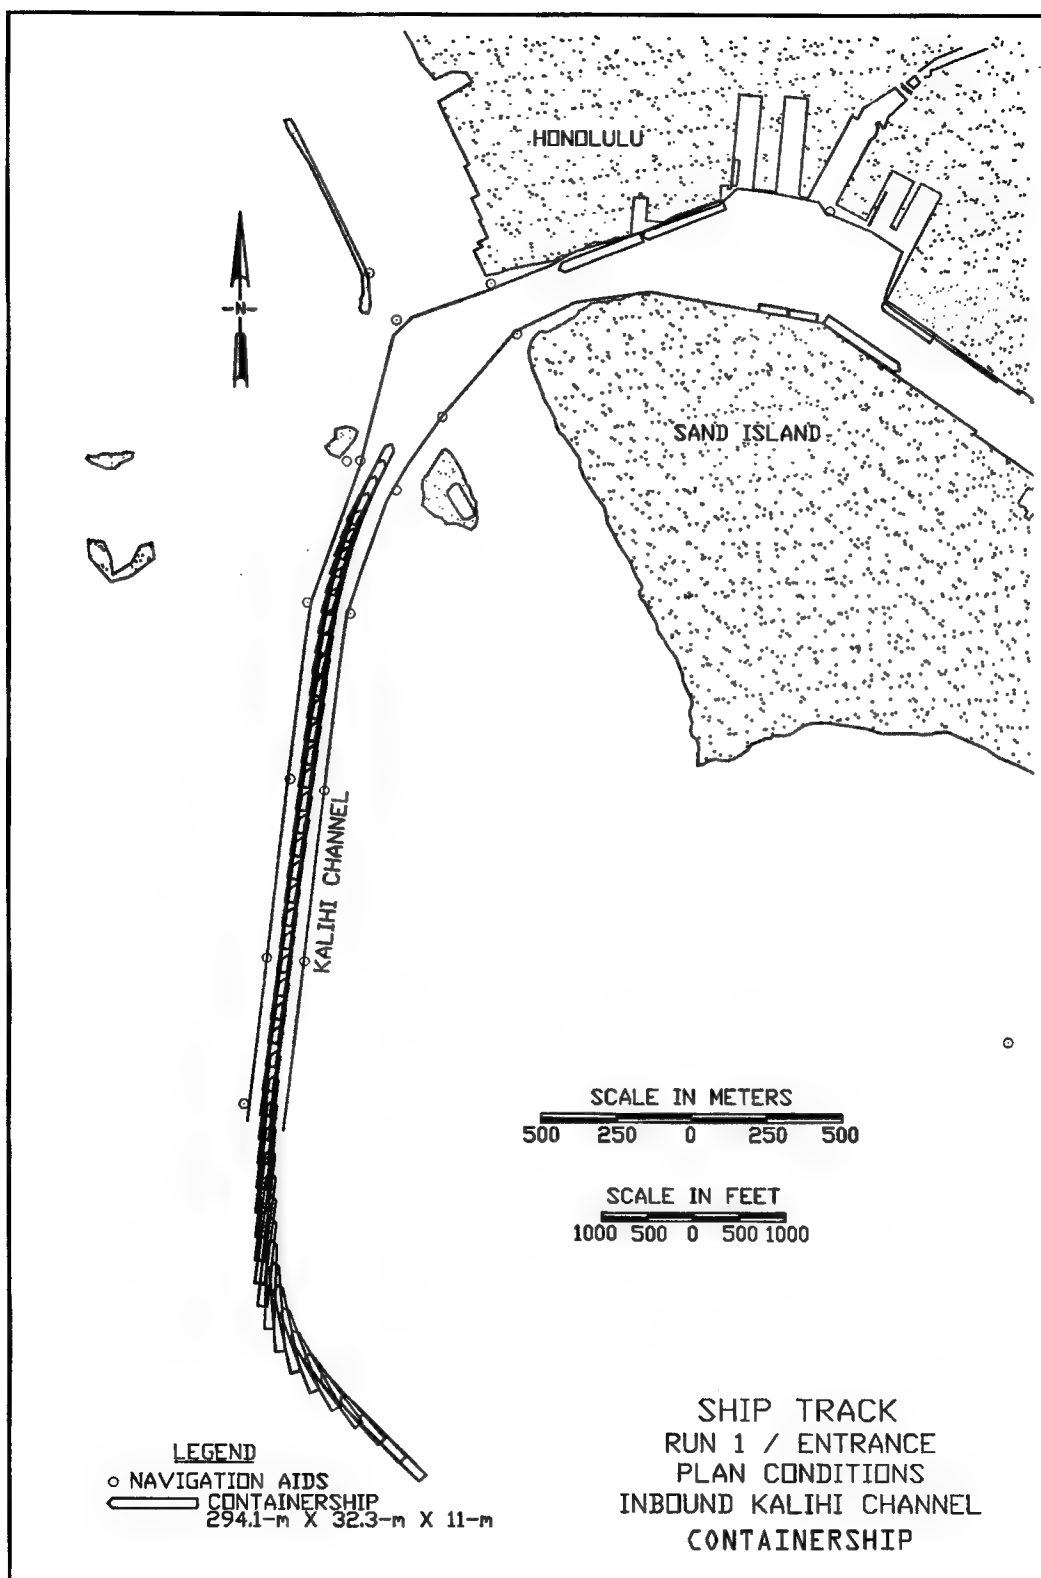 HONOLULU
-N-
SAND ISLAND
KALIHI CHANNEL
SCALE IN METERS
500 250 0 250 500
SCALE IN FEET
1000 500 0 500 1000
SHIP TRACK
RUN 1 / ENTRANCE
PLAN CONDITIONS
INBOUND KALIHI CHANNEL
CONTAINERSHIP
LEGEND
NAVIGATION AIDS
CONTAINERSHIP
294.1-m X 32.3-m X 11-m